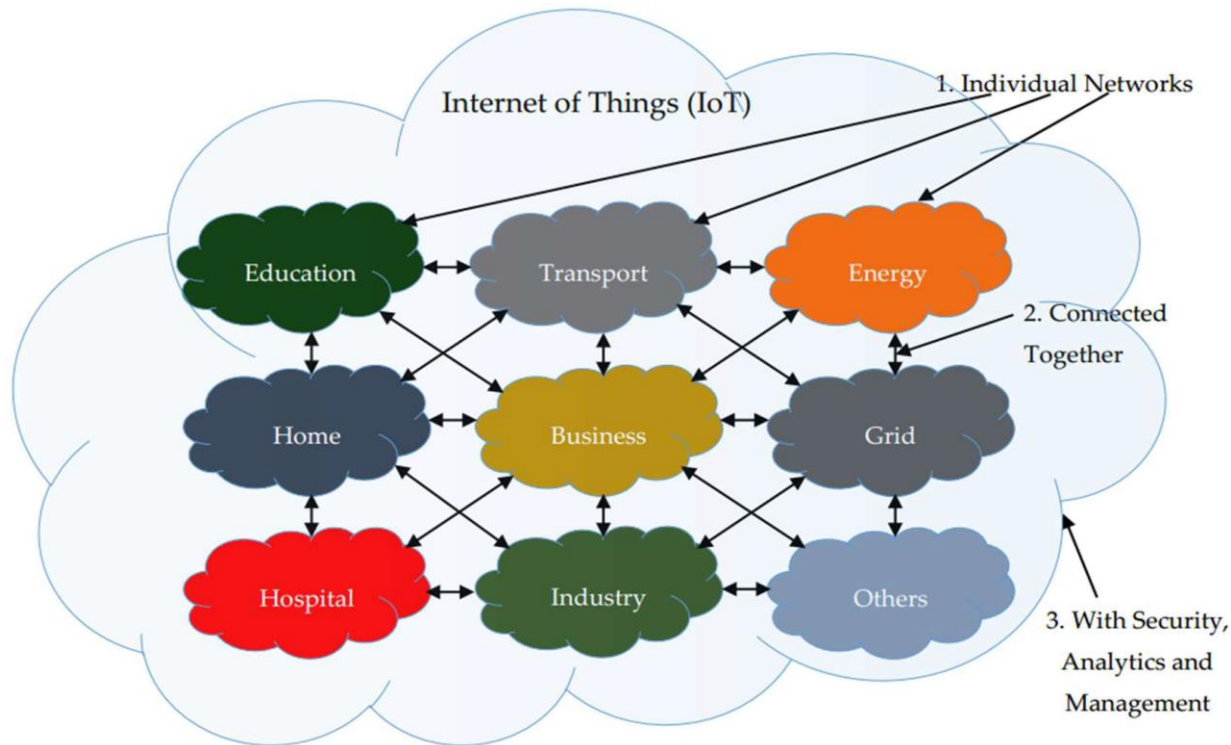 1. Individual Networks
Internet of Things (IoT)
Education
Transport
Energy
2. Connected
Together
Home
Business
Grid
Hospital
Industry
Others
3. With Security,
Analytics and
Management